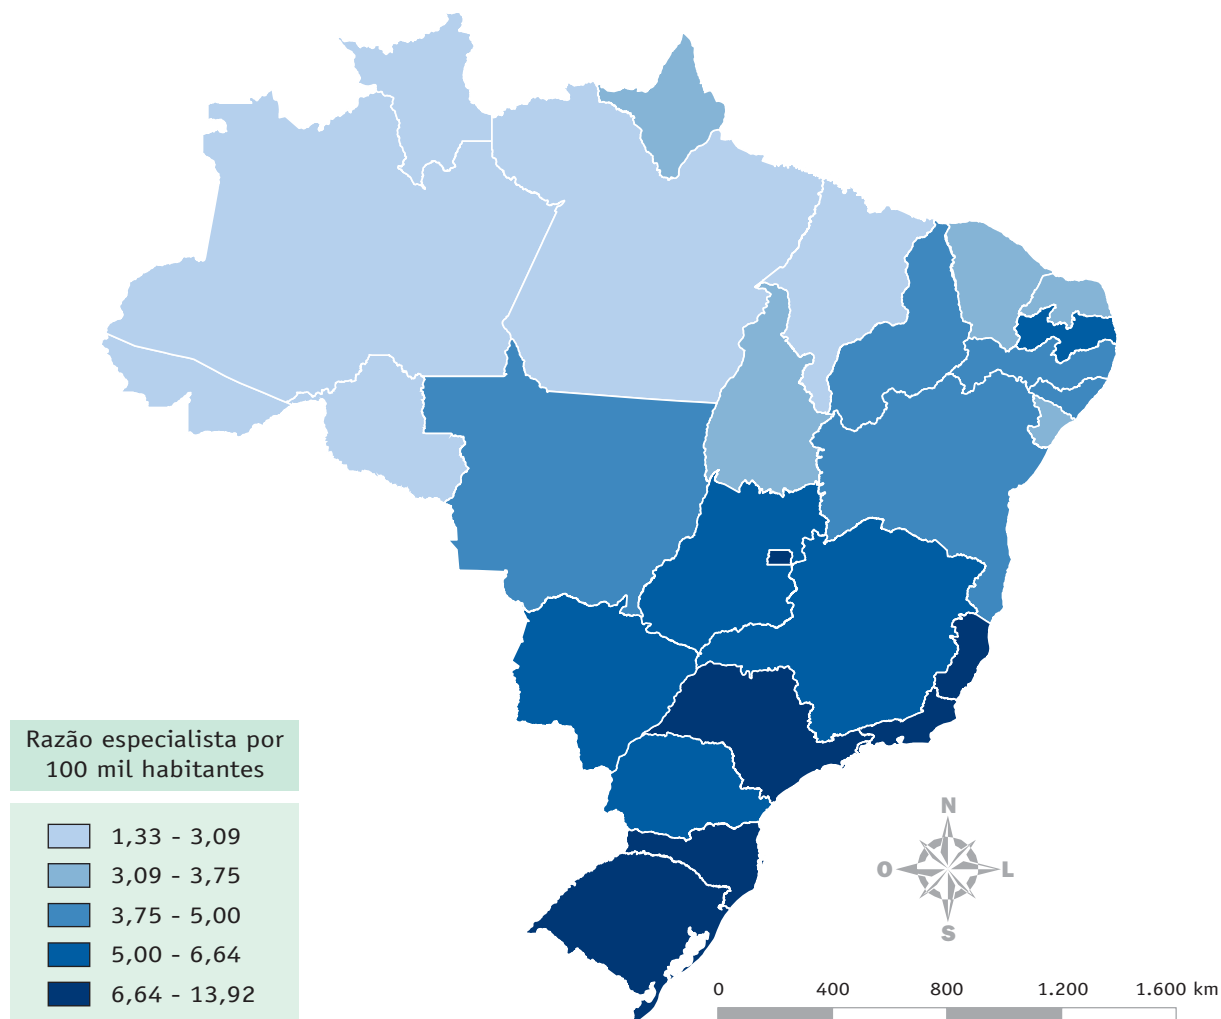 Razão especialista por
100 mil habitantes
1,33 - 3,09
3,09 - 3,75
3,75 - 5,00
5,00 - 6,64
6,64 - 13,92
N
O
L
S
0 400 800 1.200 1.600 km